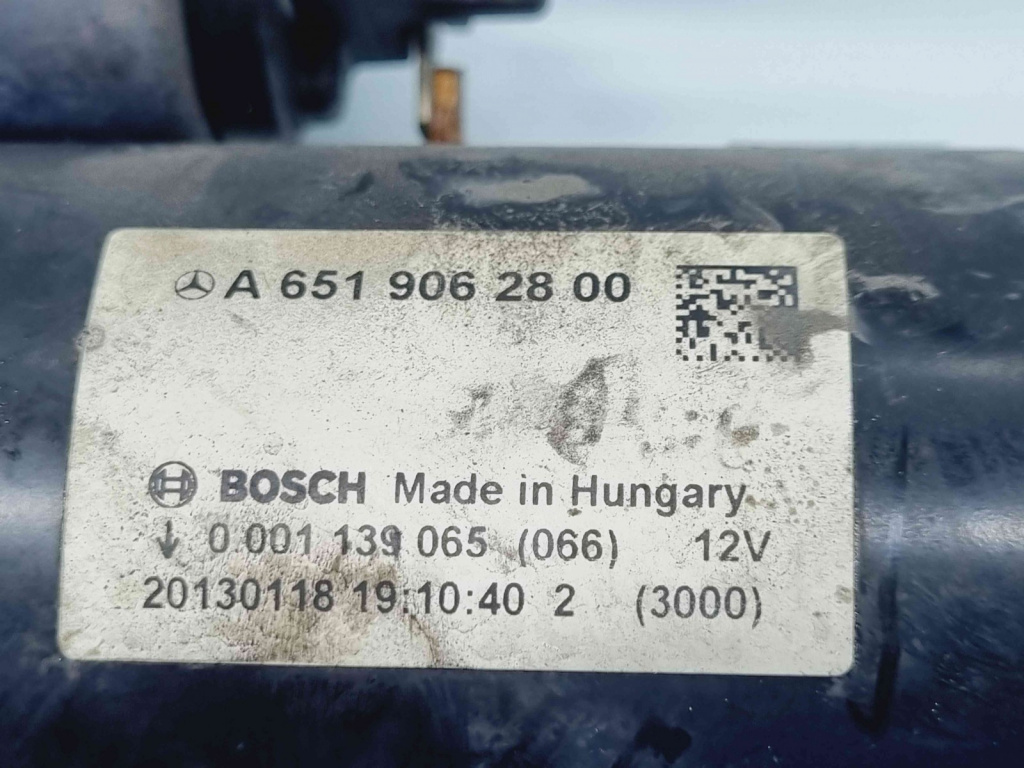 A 651 906 28 00
BOSCH Made in Hungary
0 001 139 065 (066) 12V
20130118 19:10:40 2 (3000)